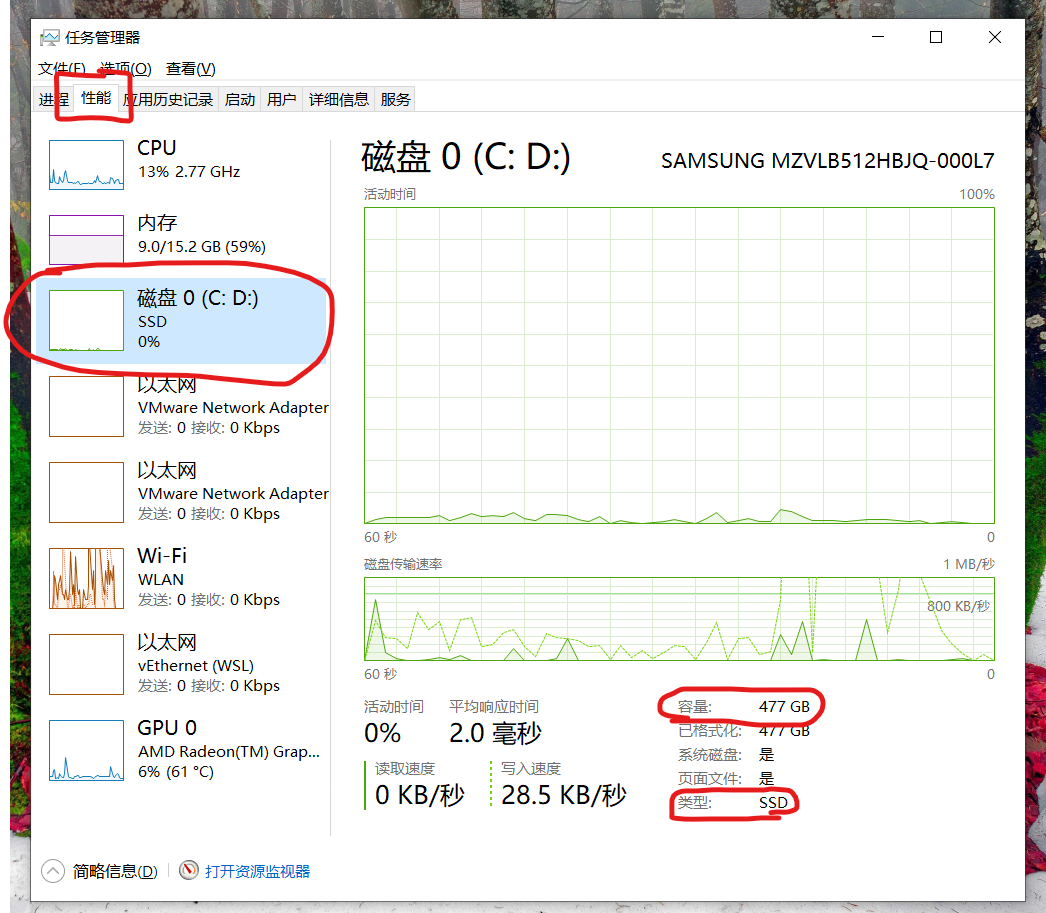 任务管理器
文件(F) 选项(O) 查看(V)
进程 性能 应用历史记录 启动 用户 详细信息 服务
CPU
13% 2.77 GHz
内存
9.0/15.2 GB (59%)
磁盘 0 (C: D:)
SSD
0%
以太网
VMware Network Adapter
发送: 0 接收: 0 Kbps
以太网
VMware Network Adapter
发送: 0 接收: 0 Kbps
Wi-Fi
WLAN
发送: 0 接收: 0 Kbps
以太网
vEthernet (WSL)
发送: 0 接收: 0 Kbps
GPU 0
AMD Radeon(TM) Grap...
6% (61 °C)
磁盘 0 (C: D:) SAMSUNG MZVLB512HBJQ-000L7
活动时间 100%
60 秒 0
磁盘传输速率 1 MB/秒
800 KB/秒
60 秒 0
活动时间 平均响应时间
0% 2.0 毫秒
读取速度 写入速度
0 KB/秒 28.5 KB/秒
容量: 477 GB
已格式化: 477 GB
系统磁盘: 是
页面文件: 是
类型: SSD
简略信息(D) 打开资源监视器